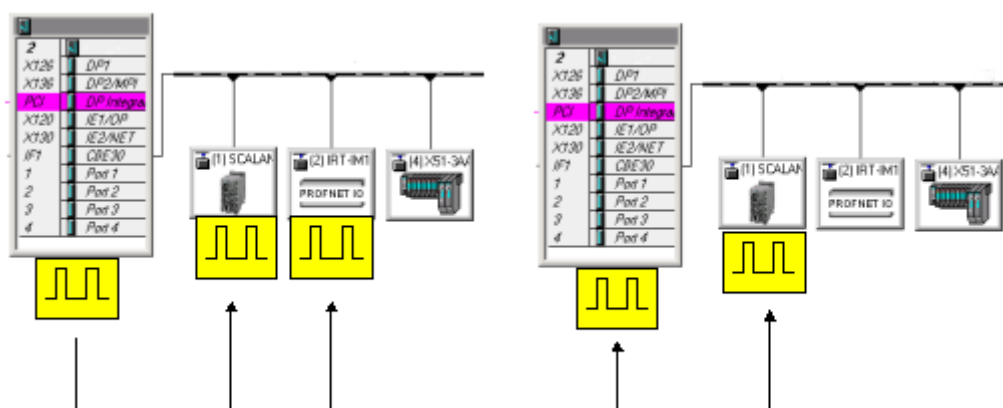 2
X126 DP1
X136 DP2/MPI
PCI DP Integra
X120 IE1/OP
X130 IE2/NET
IF1 CBE30
1 Port 1
2 Port 2
3 Port 3
4 Port 4
(1) SCALAN
(2) IRT-IM1
PROFINET IO
(4) X51-3A
2
X126 DP1
X136 DP2/MPI
PCI DP Integra
X120 IE1/OP
X130 IE2/NET
IF1 CBE30
1 Port 1
2 Port 2
3 Port 3
4 Port 4
(1) SCALAN
(2) IRT-IM1
PROFINET IO
(4) X51-3A